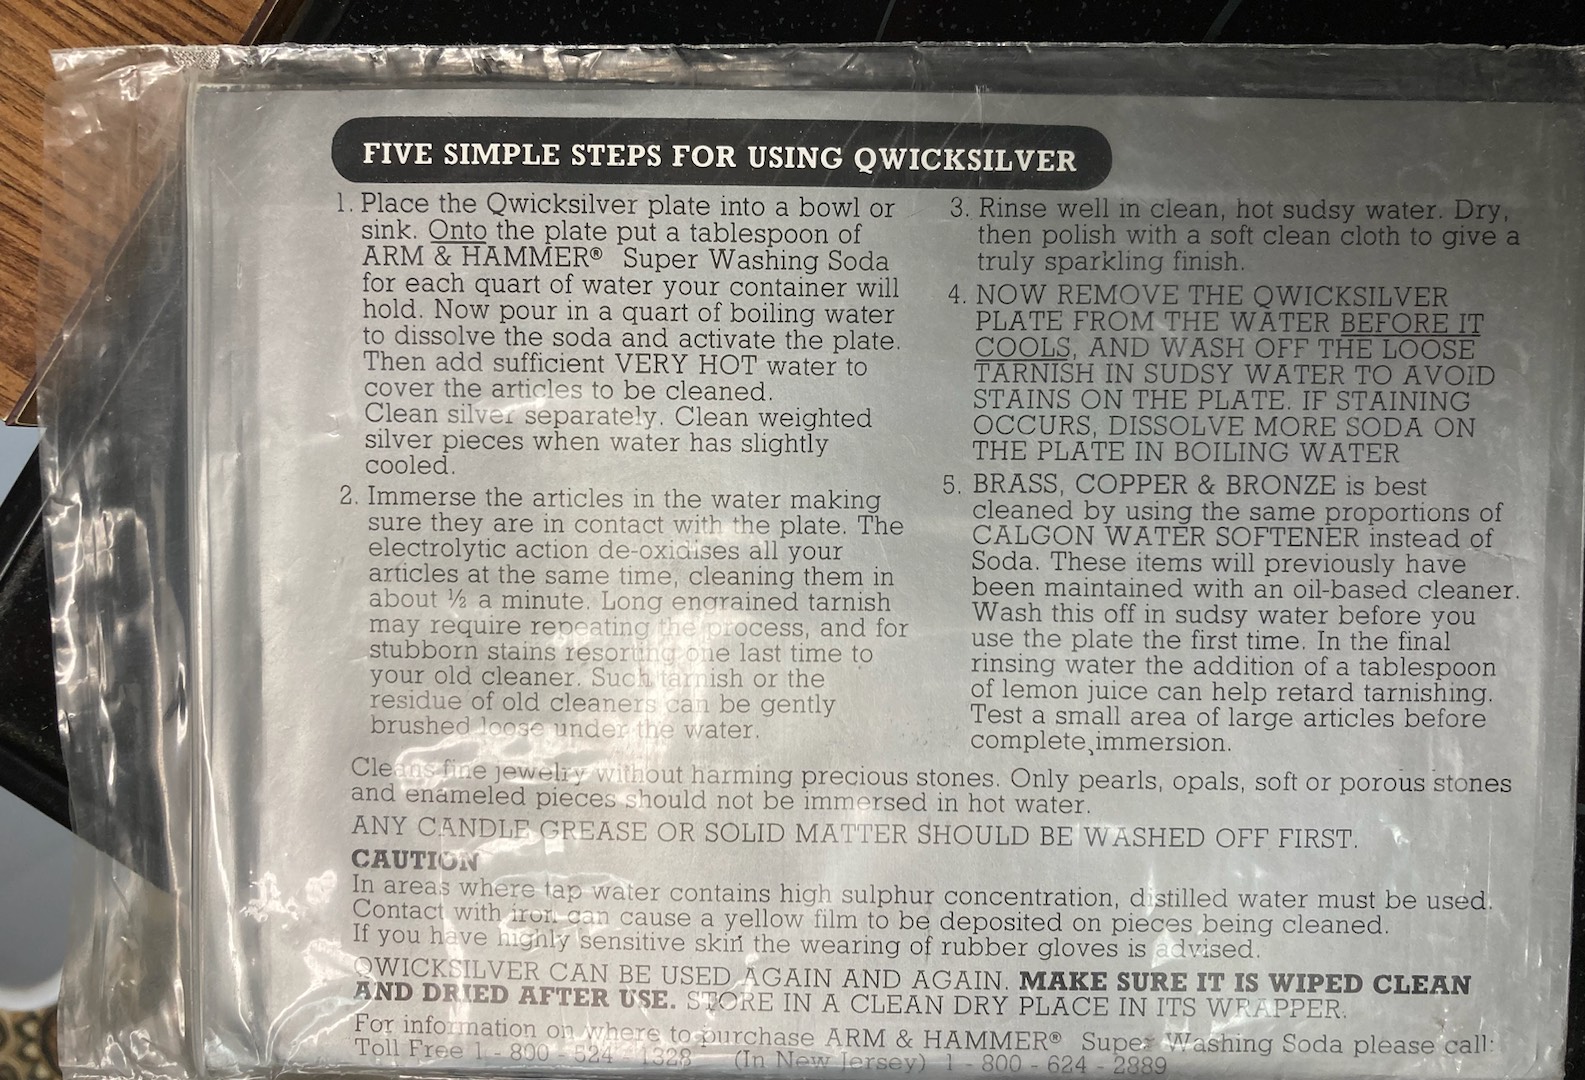 FIVE SIMPLE STEPS FOR USING QWICKSILVER
1. Place the Qwicksilver plate into a bowl or
sink. Onto the plate put a tablespoon of
ARM & HAMMER® Super Washing Soda
for each quart of water your container will
hold. Now pour in a quart of boiling water
to dissolve the soda and activate the plate.
Then add sufficient VERY HOT water to
cover the articles to be cleaned.
Clean silver separately. Clean weighted
silver pieces when water has slightly
cooled.
2. Immerse the articles in the water making
sure they are in contact with the plate. The
electrolytic action de-oxidises all your
articles at the same time, cleaning them in
about ½ a minute. Long engrained tarnish
may require repeating the process, and for
stubborn stains resorting one last time to
your old cleaner. Such tarnish or the
residue of old cleaners can be gently
brushed loose under the water.
3. Rinse well in clean, hot sudsy water. Dry,
then polish with a soft clean cloth to give a
truly sparkling finish.
4. NOW REMOVE THE QWICKSILVER
PLATE FROM THE WATER BEFORE IT
COOLS, AND WASH OFF THE LOOSE
TARNISH IN SUDSY WATER TO AVOID
STAINS ON THE PLATE. IF STAINING
OCCURS, DISSOLVE MORE SODA ON
THE PLATE IN BOILING WATER
5. BRASS, COPPER & BRONZE is best
cleaned by using the same proportions of
CALGON WATER SOFTENER instead of
Soda. These items will previously have
been maintained with an oil-based cleaner.
Wash this off in sudsy water before you
use the plate the first time. In the final
rinsing water the addition of a tablespoon
of lemon juice can help retard tarnishing.
Test a small area of large articles before
complete immersion.
Cleans fine jewelry without harming precious stones. Only pearls, opals, soft or porous stones
and enameled pieces should not be immersed in hot water.
ANY CANDLE GREASE OR SOLID MATTER SHOULD BE WASHED OFF FIRST.
CAUTION
In areas where tap water contains high sulphur concentration, distilled water must be used.
Contact with iron can cause a yellow film to be deposited on pieces being cleaned.
If you have highly sensitive skin the wearing of rubber gloves is advised.
QWICKSILVER CAN BE USED AGAIN AND AGAIN. MAKE SURE IT IS WIPED CLEAN
AND DRIED AFTER USE. STORE IN A CLEAN DRY PLACE IN ITS WRAPPER.
For information on where to purchase ARM & HAMMER® Super Washing Soda please call:
Toll Free 1 - 800 - 524 - 1328 (In New Jersey) 1 - 800 - 624 - 2889